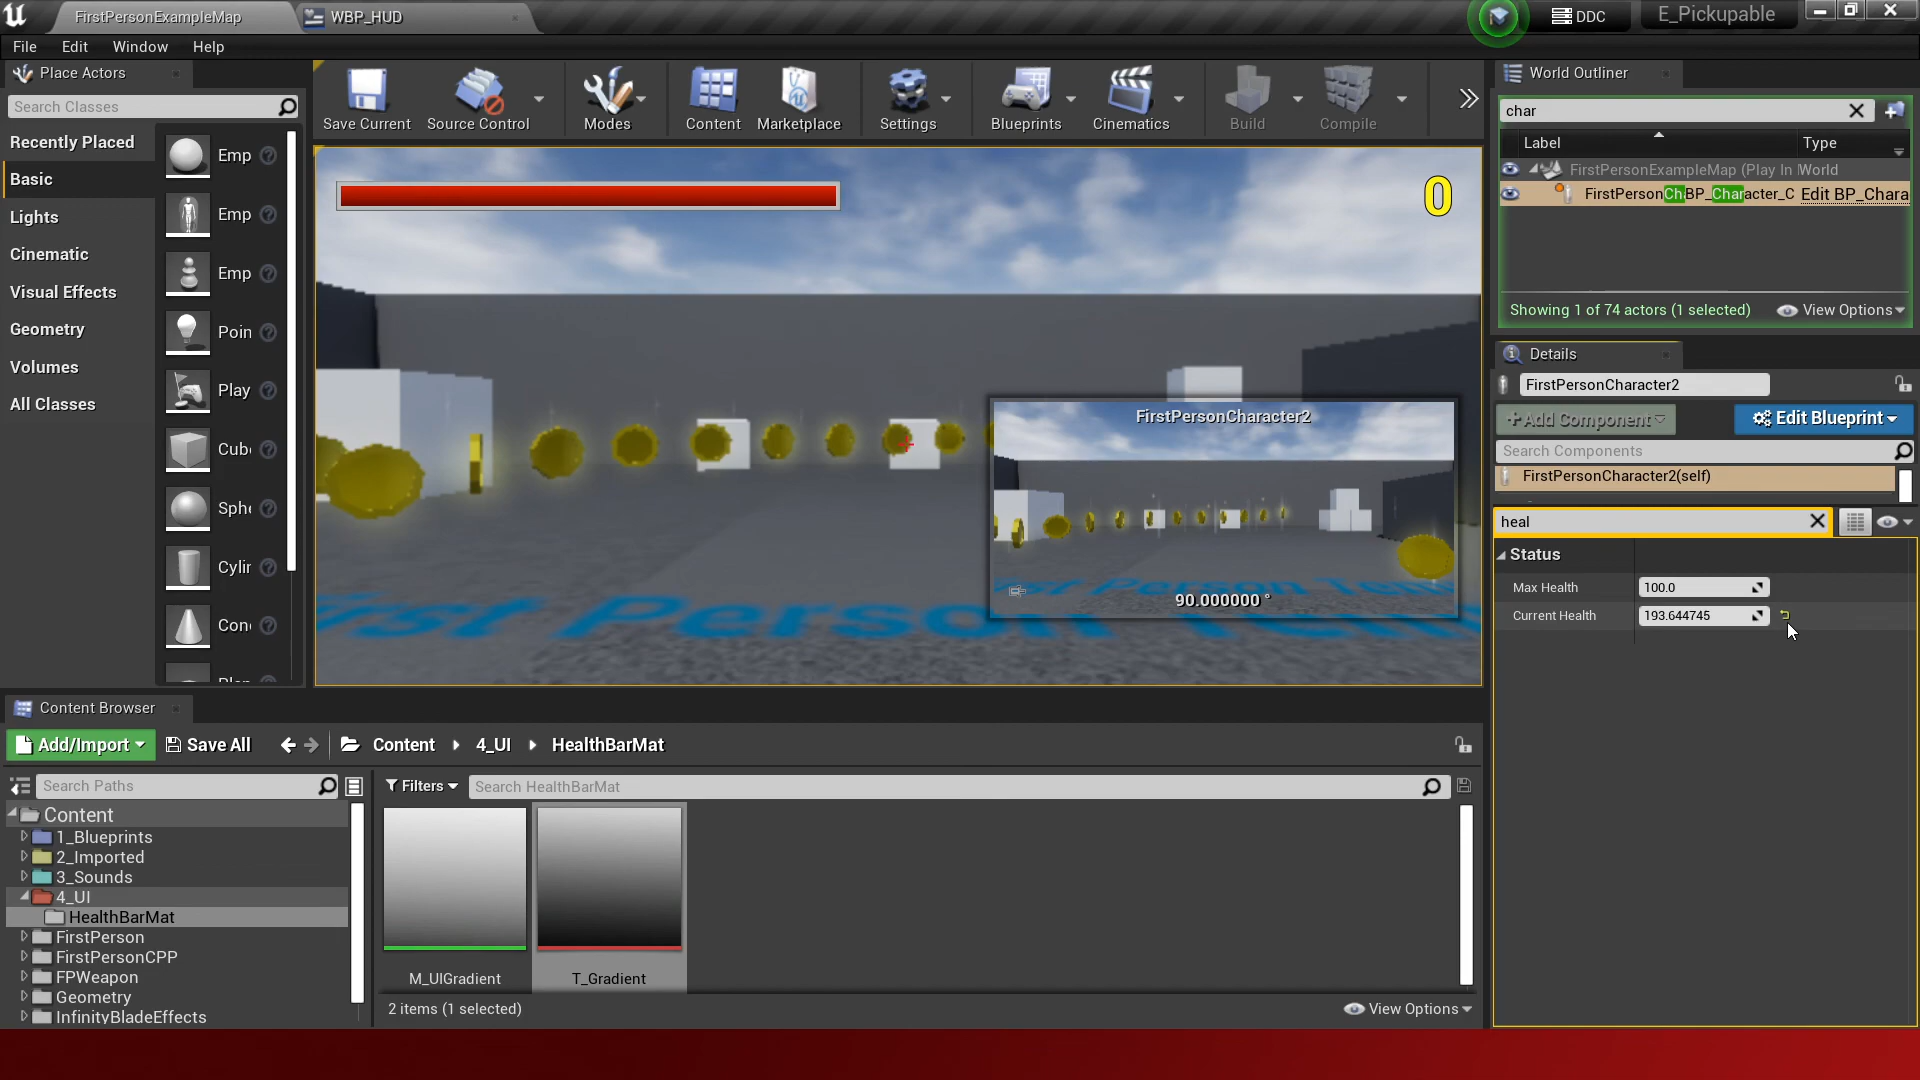 FirstPersonExampleMap
WBP_HUD
DDC
E_Pickupable
File Edit Window Help
Place Actors
Search Classes
Recently Placed
Basic
Lights
Cinematic
Visual Effects
Geometry
Volumes
All Classes
Emp
Emp
Emp
Poin
Play
Cub
Sphe
Cylin
Con
Save Current
Source Control
Modes
Content
Marketplace
Settings
Blueprints
Cinematics
Build
Compile
0
FirstPersonCharacter2
90.000000 °
World Outliner
char
Label Type
FirstPersonExampleMap (Play In World
FirstPersonChBP_Character_C Edit BP_Chara
Showing 1 of 74 actors (1 selected) View Options
Details
FirstPersonCharacter2
+Add Component Edit Blueprint
Search Components
FirstPersonCharacter2(self)
heal
Status
Max Health 100.0
Current Health 193.644745
Content Browser
Add/Import Save All Content 4_UI HealthBarMat
Search Paths
Filters Search HealthBarMat
Content
1_Blueprints
2_Imported
3_Sounds
4_UI
HealthBarMat
FirstPerson
FirstPersonCPP
FPWeapon
Geometry
InfinityBladeEffects
M_UIGradient
T_Gradient
2 items (1 selected) View Options